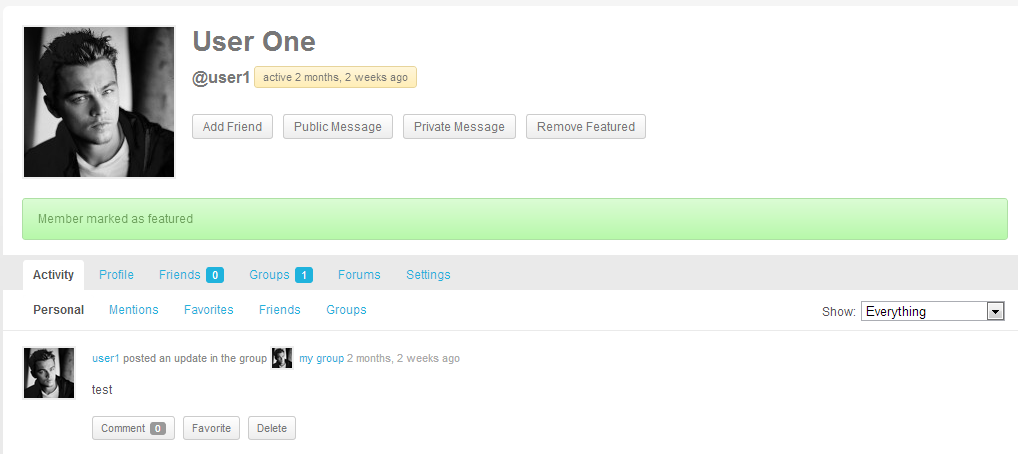 User One
@user1 active 2 months, 2 weeks ago
Add Friend Public Message Private Message Remove Featured
Member marked as featured
Activity Profile Friends 0 Groups 1 Forums Settings
Personal Mentions Favorites Friends Groups Show: Everything
user1 posted an update in the group my group 2 months, 2 weeks ago
test
Comment 0 Favorite Delete